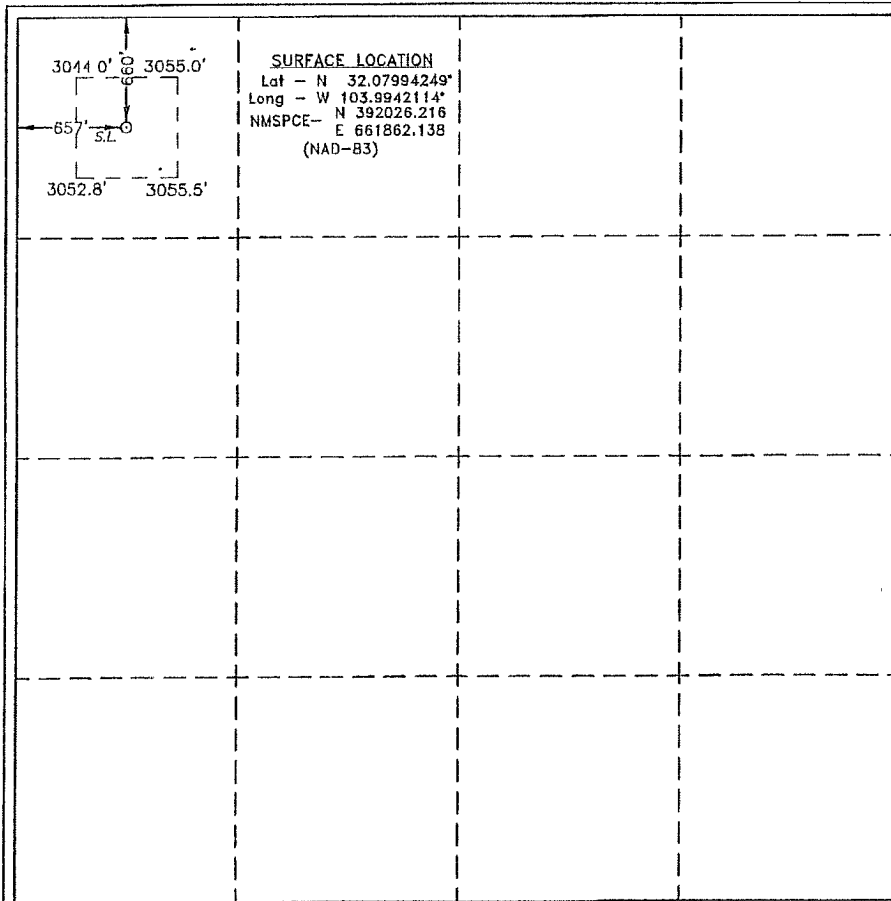 3044.0' 660' 3055.0'
657' S.L.
3052.8' 3055.5'
SURFACE LOCATION
Lat - N 32.07994249°
Long - W 103.9942114°
NMSPCE- N 392026.216
E 661862.138
(NAD-83)